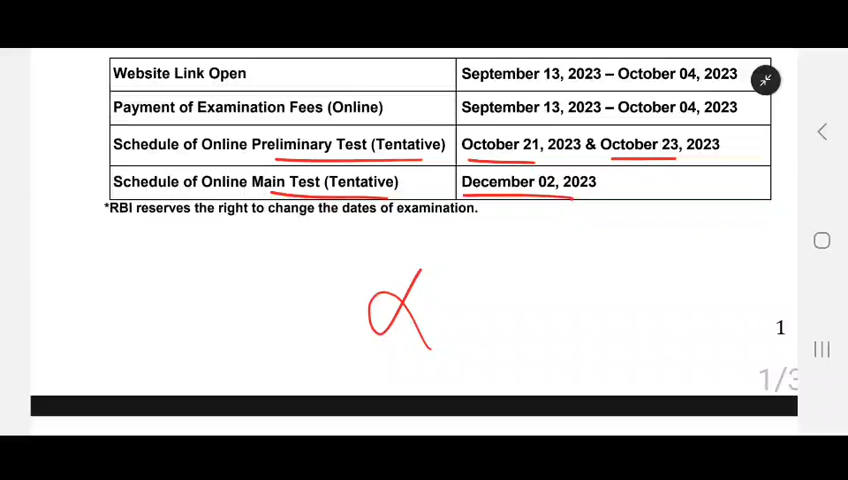 Website Link Open September 13, 2023 – October 04, 2023
Payment of Examination Fees (Online) September 13, 2023 – October 04, 2023
Schedule of Online Preliminary Test (Tentative) October 21, 2023 & October 23, 2023
Schedule of Online Main Test (Tentative) December 02, 2023
*RBI reserves the right to change the dates of examination.
1
1/3